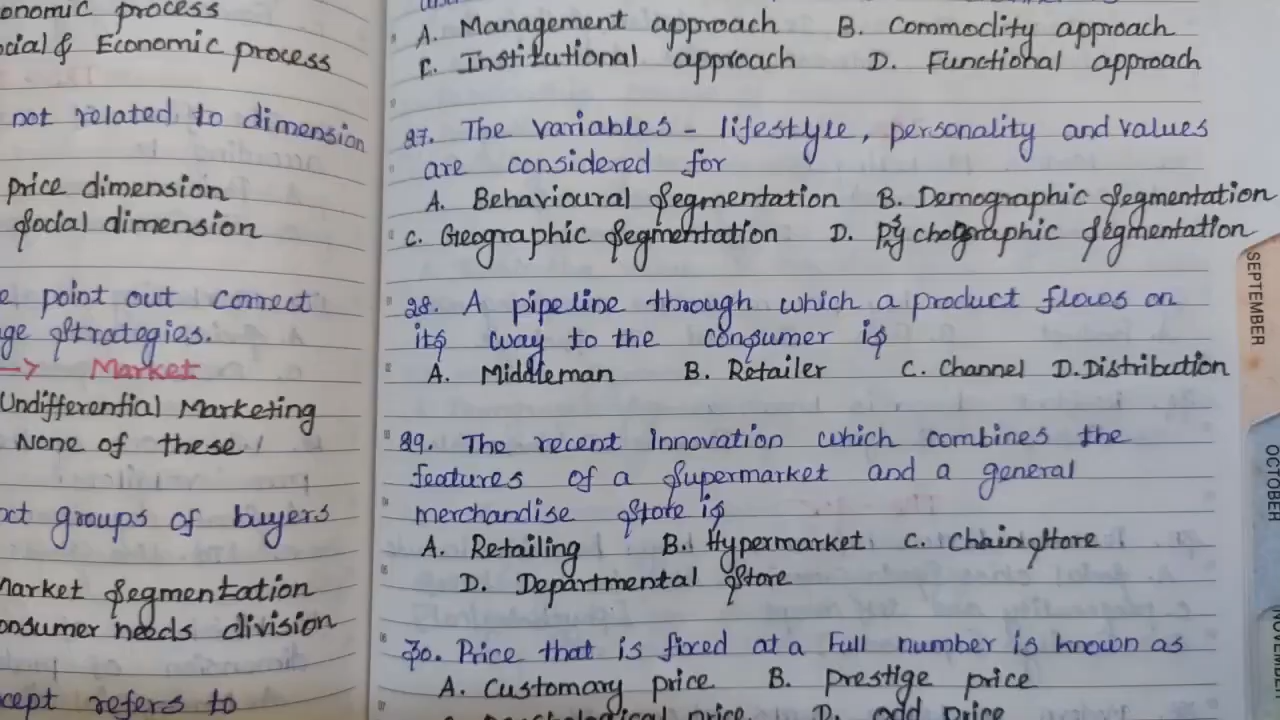 onomic process
cial & Economic process
not related to dimension
price dimension
Social dimension
point out correct
Strategies.
→ Market
Undifferential Marketing
None of these
groups of buyers
Market Segmentation
onsumer needs division
cept refers to
A. Management approach B. Commodity approach
C. Institutional approach D. Functional approach
27. The variables - lifestyle, personality and values
are considered for
A. Behavioural Segmentation B. Demographic Segmentation
C. Geographic Segmentation D. Psychographic Segmentation
28. A pipeline through which a product flows on
its way to the consumer is
A. Middleman B. Retailer C. Channel D. Distribution
29. The recent innovation which combines the
features of a Supermarket and a general
merchandise Store is
A. Retailing B. Hypermarket C. Chain Store
D. Departmental Store
30. Price that is fixed at a Full number is known as
A. Customary price B. Prestige price
price D. odd price
SEPTEMBER
OCTOBER